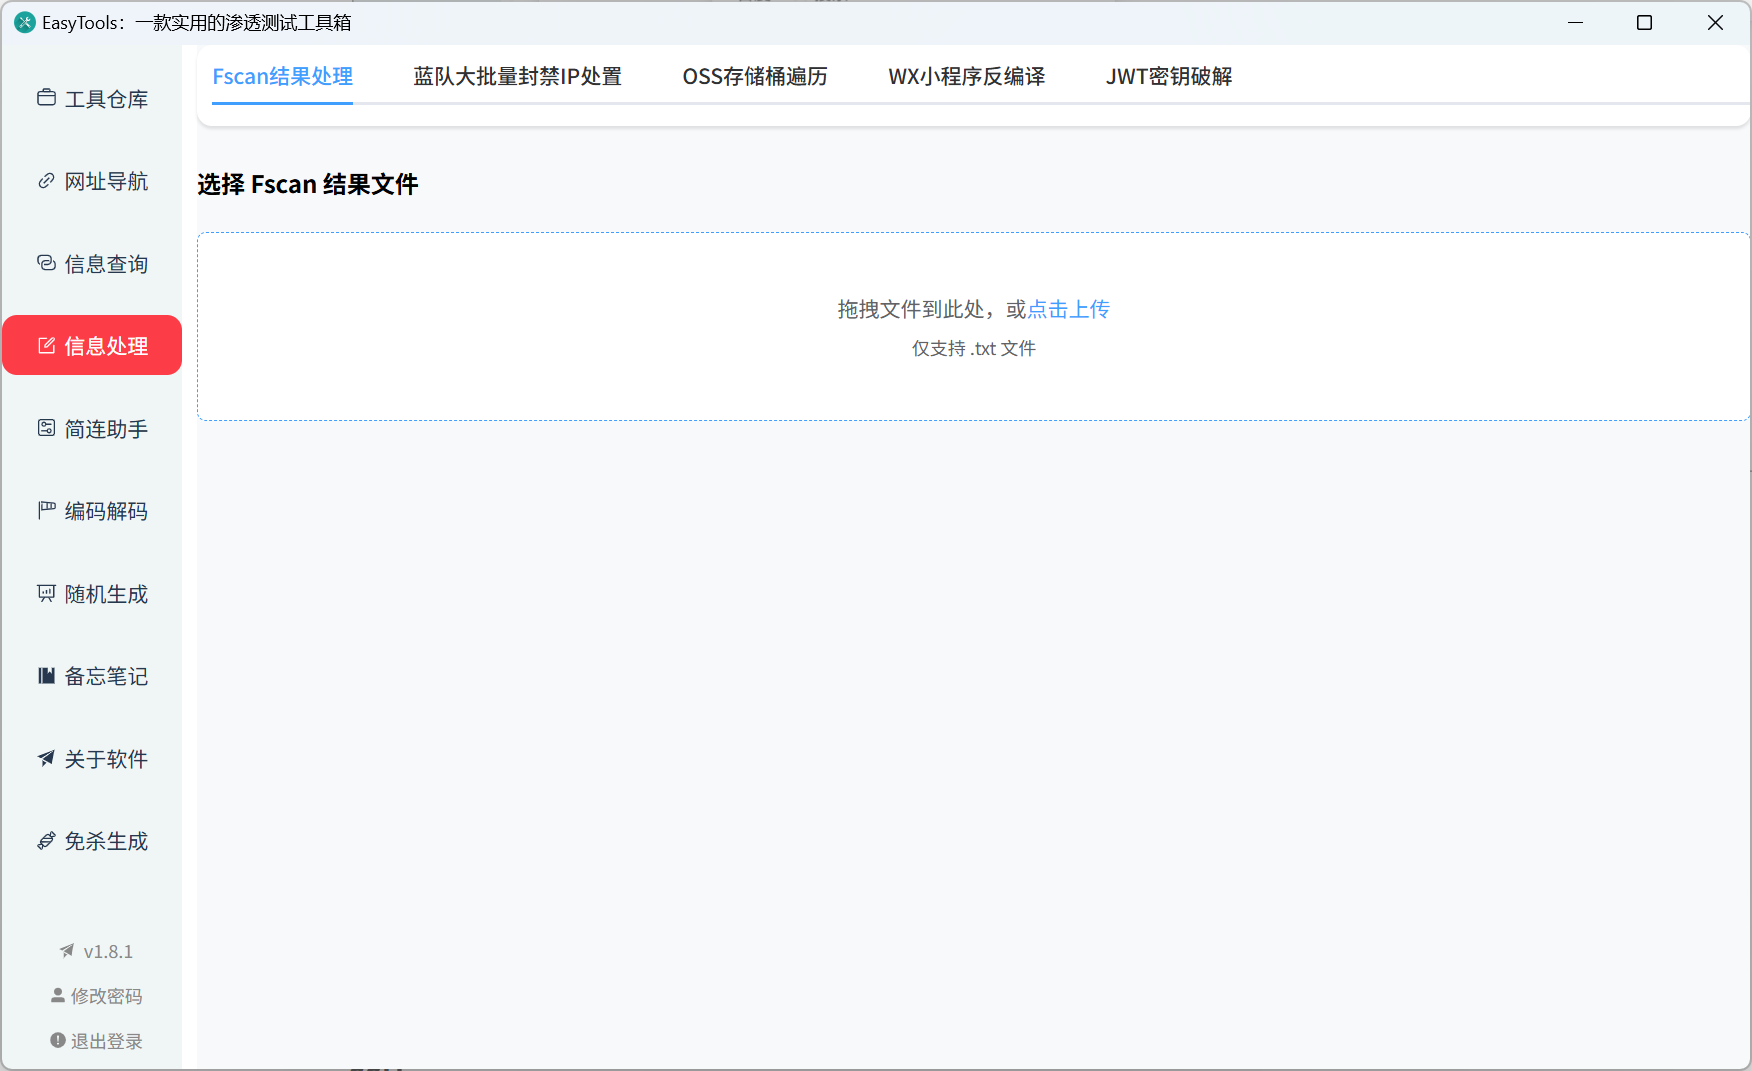 EasyTools：一款实用的渗透测试工具箱
Fscan结果处理
蓝队大批量封禁IP处置
OSS存储桶遍历
WX小程序反编译
JWT密钥破解
工具仓库
网址导航
信息查询
信息处理
简连助手
编码解码
随机生成
备忘笔记
关于软件
免杀生成
v1.8.1
修改密码
退出登录
选择 Fscan 结果文件
拖拽文件到此处，或点击上传
仅支持 .txt 文件